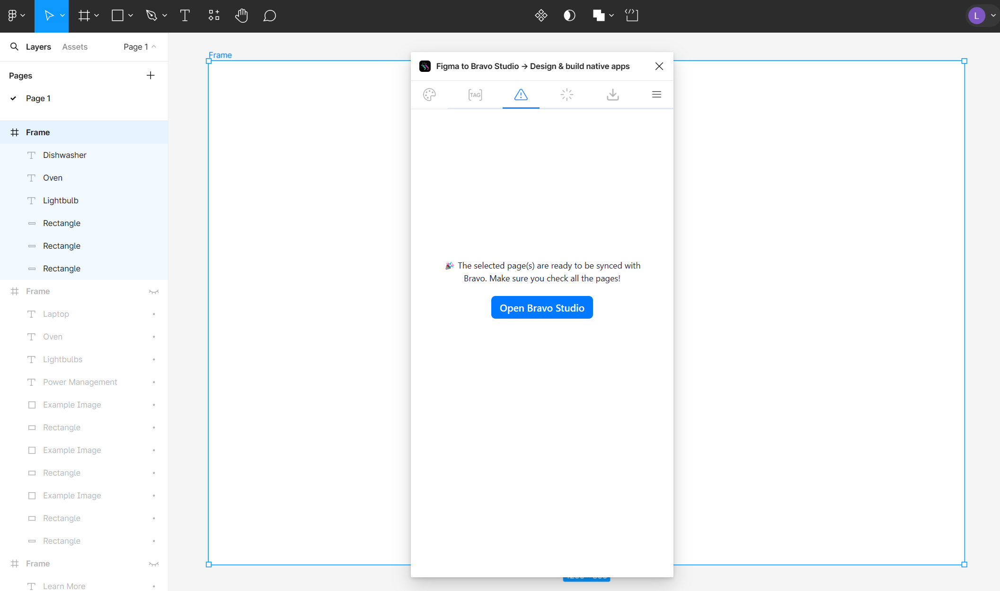 L
Layers
Assets
Page 1
Pages
Page 1
Frame
Dishwasher
Oven
Lightbulb
Rectangle
Rectangle
Rectangle
Frame
Laptop
Oven
Lightbulbs
Power Management
Example Image
Rectangle
Example Image
Rectangle
Example Image
Rectangle
Rectangle
Frame
Learn More
Frame
Figma to Bravo Studio → Design & build native apps
TAG
🎉 The selected page(s) are ready to be synced with
Bravo. Make sure you check all the pages!
Open Bravo Studio